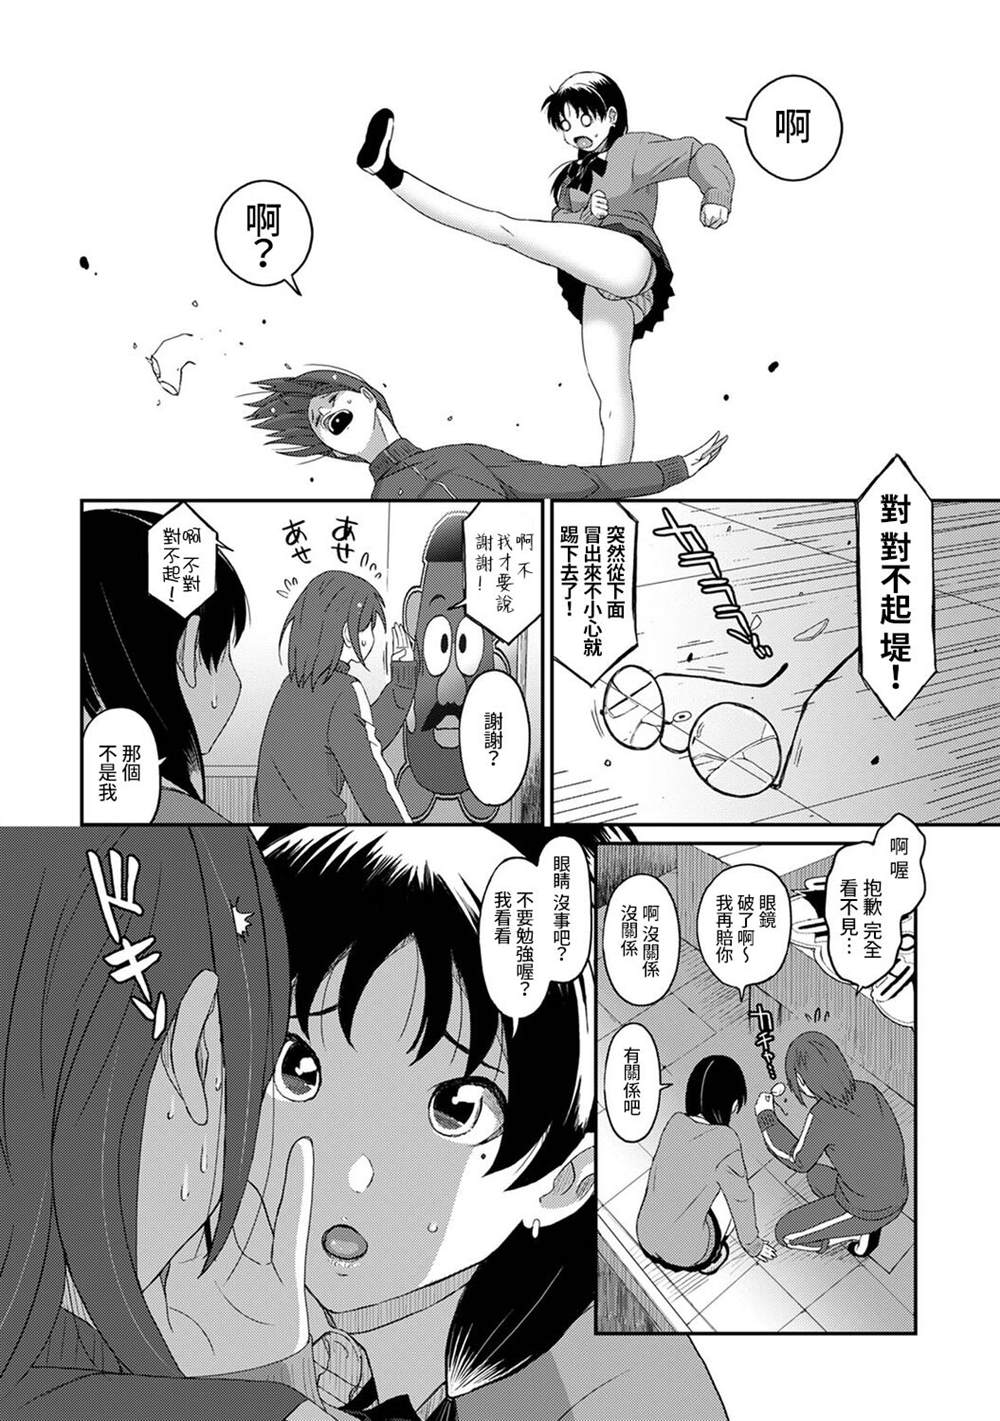 啊
啊？
對對不起堤！
突然從下面
冒出來不小心就
踢下去了！
啊 不
我才要說
謝謝！
あせ
あせ
謝謝？
啊 不對
對不起！
那個
不是我
啊 喔
抱歉 完全
看不見…
眼鏡
破了啊～
我再賠你
啊 沒關係
沒關係
カチャ…
有關係吧
眼睛 沒事吧？
不要勉強喔？
我看看